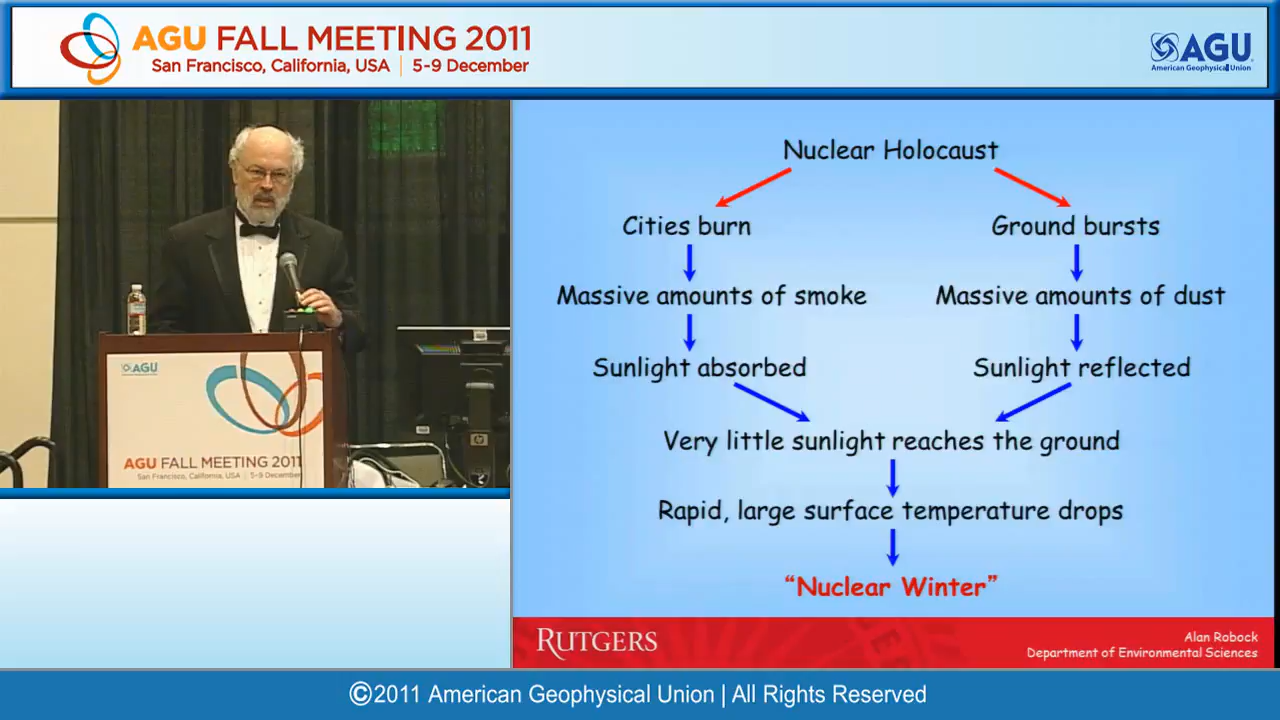 AGU FALL MEETING 2011
San Francisco, California, USA | 5-9 December
AGU
American Geophysical Union
AGU
AGU FALL MEETING 2011
San Francisco, California, USA | 5-9 December
Nuclear Holocaust
Cities burn
Ground bursts
Massive amounts of smoke
Massive amounts of dust
Sunlight absorbed
Sunlight reflected
Very little sunlight reaches the ground
Rapid, large surface temperature drops
“Nuclear Winter”
RUTGERS
Alan Robock
Department of Environmental Sciences
©2011 American Geophysical Union | All Rights Reserved